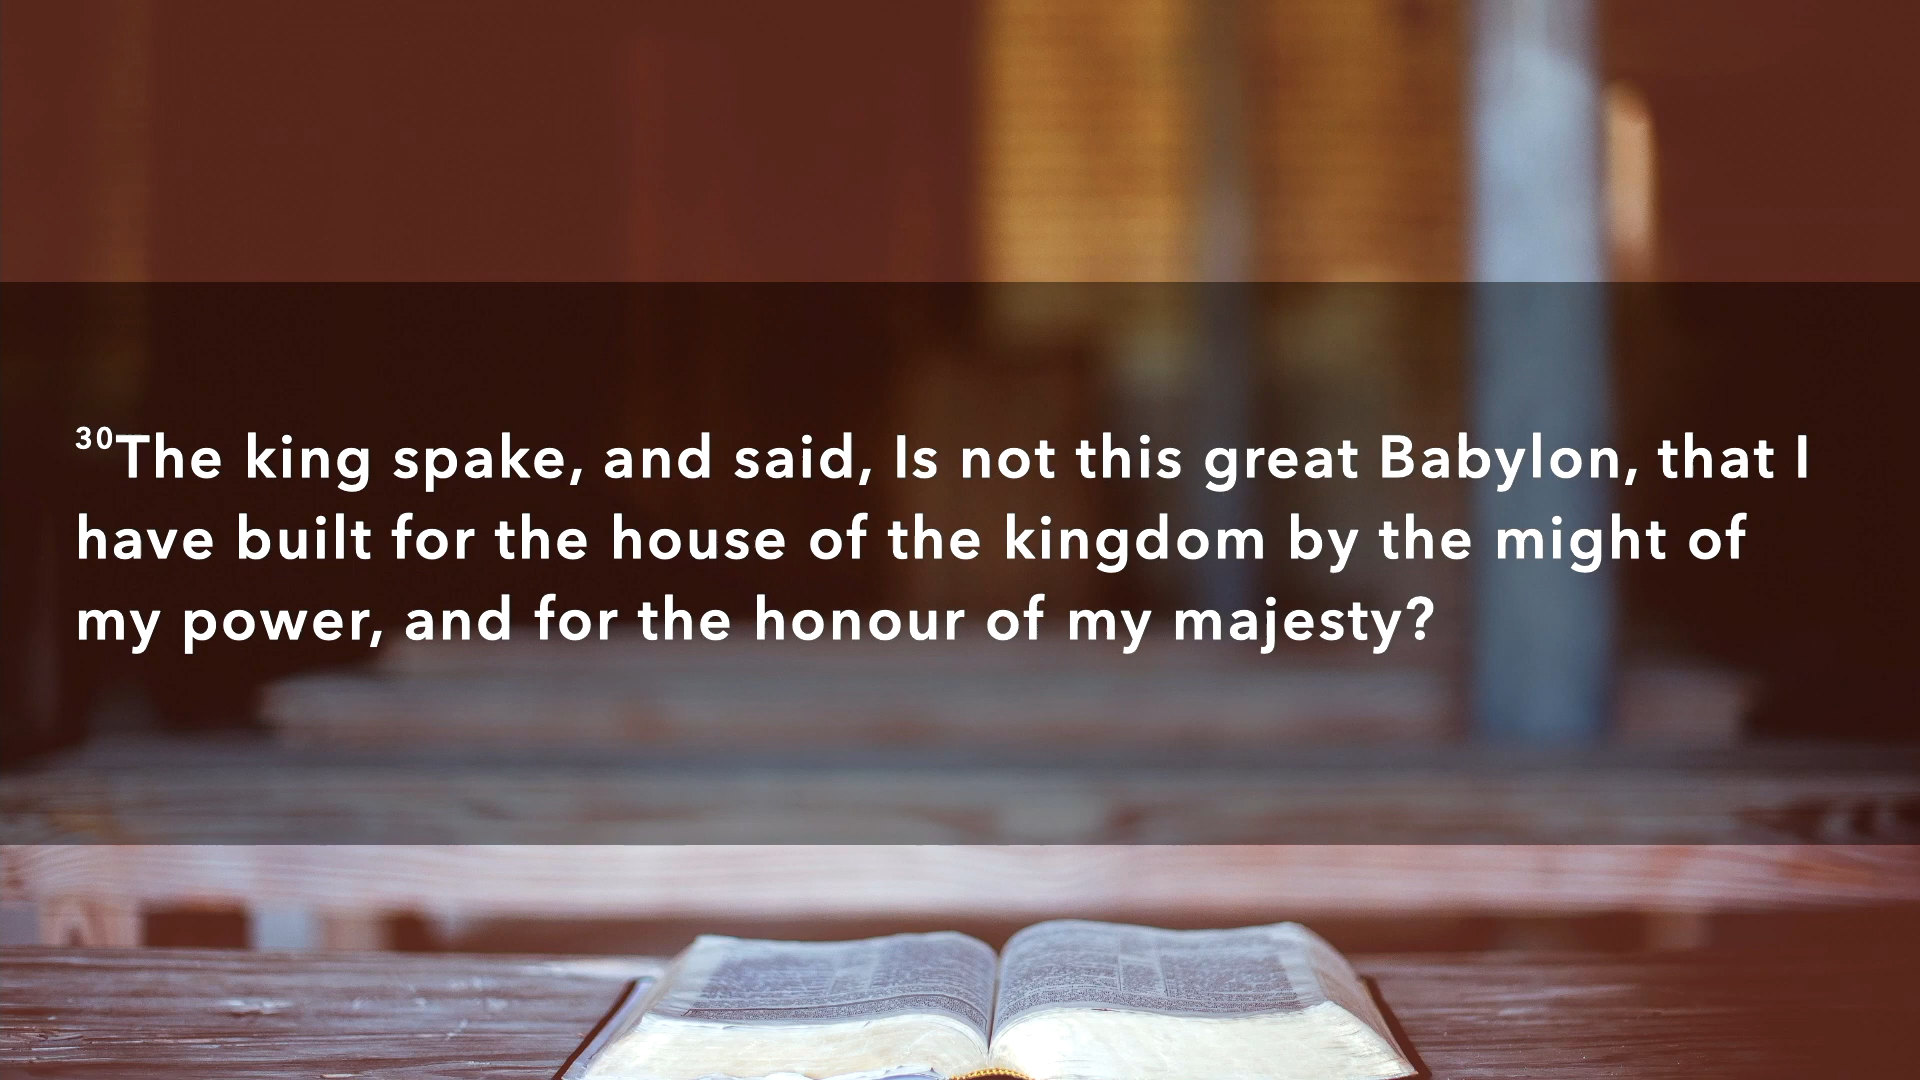 30The king spake, and said, Is not this great Babylon, that I
have built for the house of the kingdom by the might of
my power, and for the honour of my majesty?